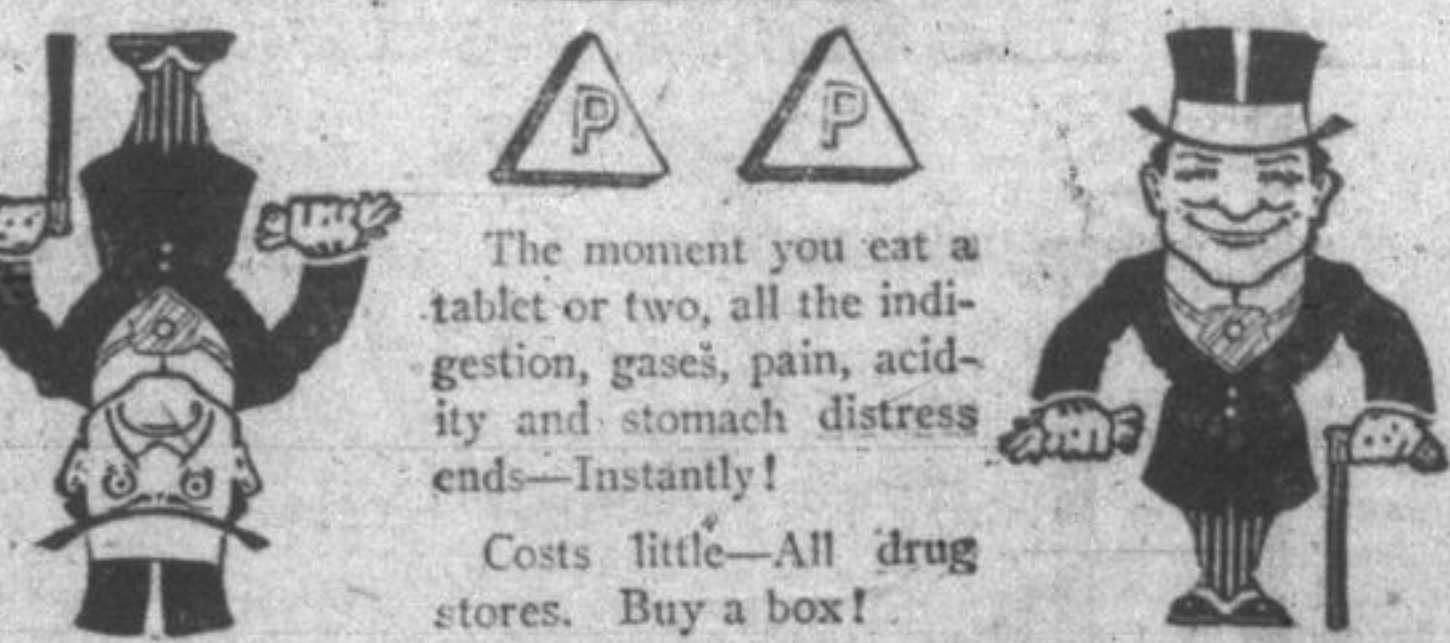 P P
The moment you eat a
tablet or two, all the indi-
gestion, gases, pain, acid-
ity and stomach distress
ends—Instantly!
Costs little—All drug
stores. Buy a box!